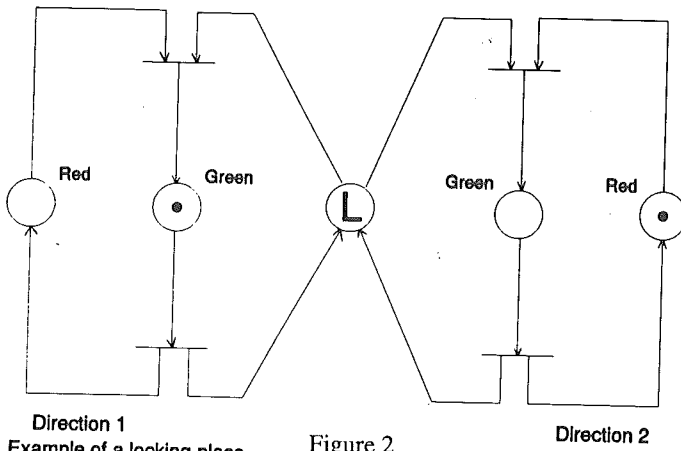 Red
Green
L
Green
Red
Direction 1
Direction 2
Example of a locking place
Figure 2